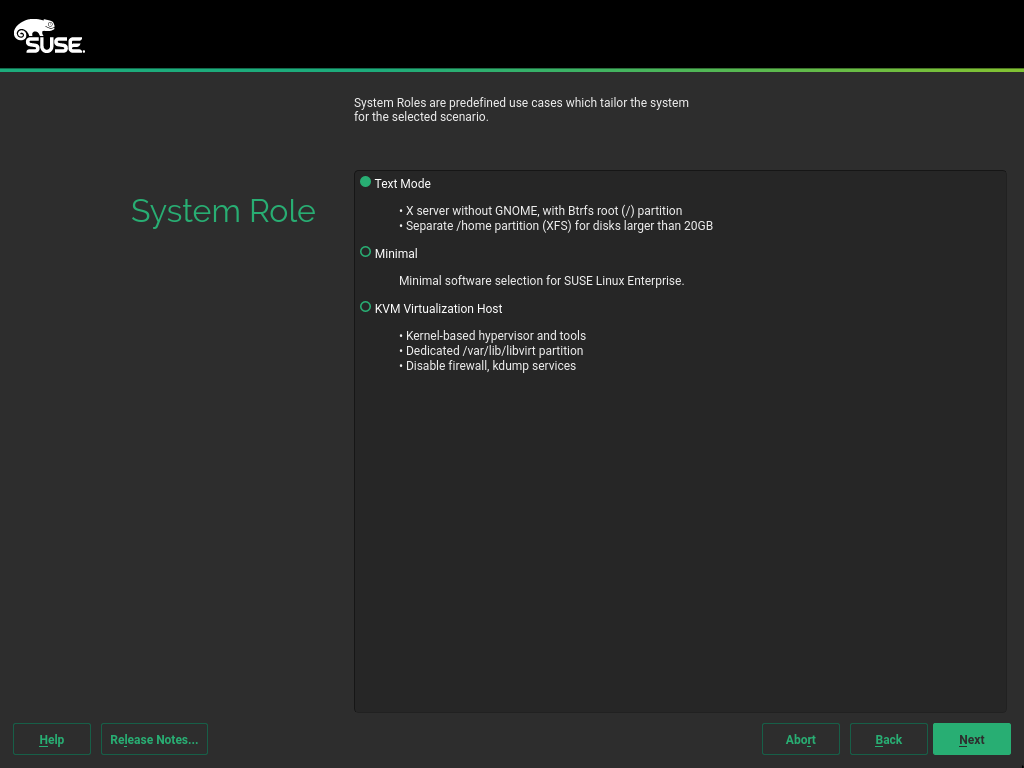 SUSE.
System Roles are predefined use cases which tailor the system
for the selected scenario.
System Role
Text Mode
• X server without GNOME, with Btrfs root (/) partition
• Separate /home partition (XFS) for disks larger than 20GB
Minimal
Minimal software selection for SUSE Linux Enterprise.
KVM Virtualization Host
• Kernel-based hypervisor and tools
• Dedicated /var/lib/libvirt partition
• Disable firewall, kdump services
Help
Release Notes...
Abort
Back
Next